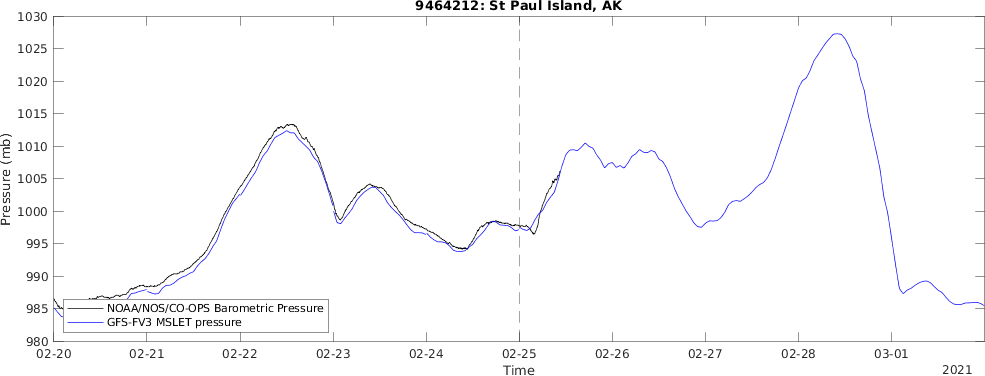 9464212: St Paul Island, AK
Pressure (mb)
1030
1025
1020
1015
1010
1005
1000
995
990
985
980
NOAA/NOS/CO-OPS Barometric Pressure
GFS-FV3 MSLET pressure
02-20 02-21 02-22 02-23 02-24 02-25 02-26 02-27 02-28 03-01
Time
2021